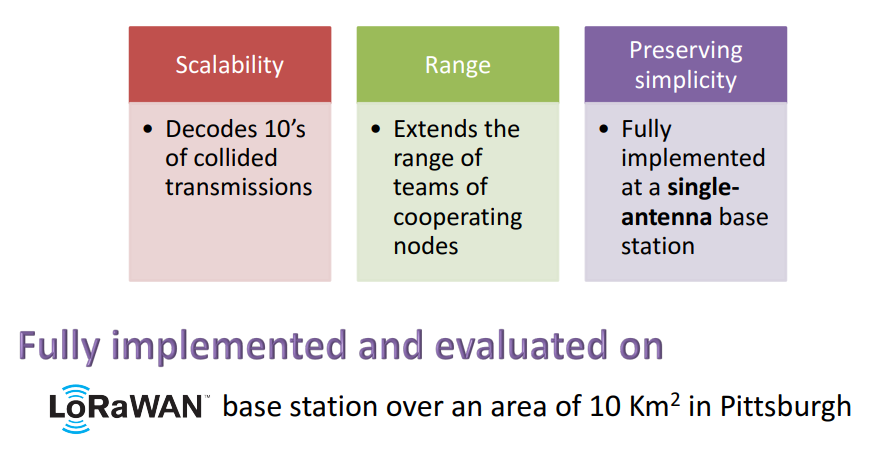 Scalability
• Decodes 10’s
of collided
transmissions
Range
• Extends the
range of
teams of
cooperating
nodes
Preserving
simplicity
• Fully
implemented
at a single-
antenna base
station
Fully implemented and evaluated on
LoRaWAN™ base station over an area of 10 Km² in Pittsburgh